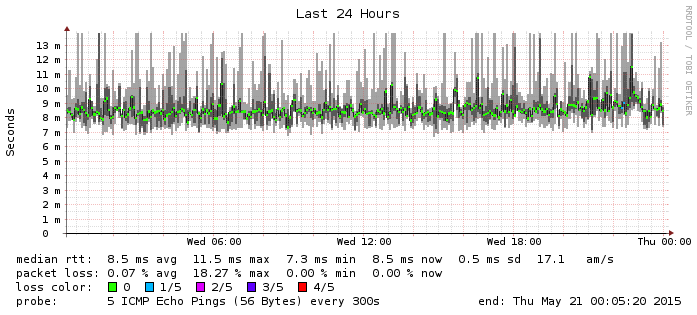 Last 24 Hours
RRDTOOL / TOBI OETIKER
Seconds
13 m
12 m
11 m
10 m
9 m
8 m
7 m
6 m
5 m
4 m
3 m
2 m
1 m
0
Wed 06:00 Wed 12:00 Wed 18:00 Thu 00:00
median rtt: 8.5 ms avg 11.5 ms max 7.3 ms min 8.5 ms now 0.5 ms sd 17.1 am/s
packet loss: 0.07 % avg 18.27 % max 0.00 % min 0.00 % now
loss color: 0 1/5 2/5 3/5 4/5
probe: 5 ICMP Echo Pings (56 Bytes) every 300s end: Thu May 21 00:05:20 2015